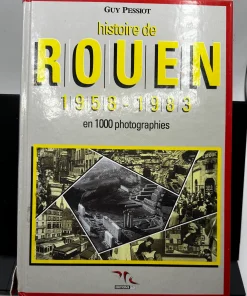 GUY PESSIOT
histoire de
ROUEN
1958-1983
en 1000 photographies